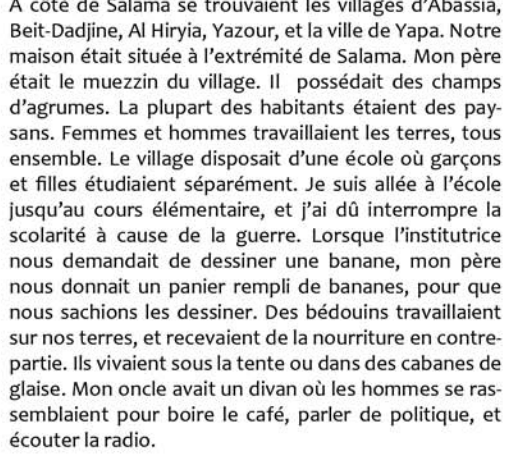 À côté de Salama se trouvaient les villages d'Abassia,
Beit-Dadjine, Al Hiryia, Yazour, et la ville de Yapa. Notre
maison était située à l'extrémité de Salama. Mon père
était le muezzin du village. Il possédait des champs
d'agrumes. La plupart des habitants étaient des pay-
sans. Femmes et hommes travaillaient les terres, tous
ensemble. Le village disposait d'une école où garçons
et filles étudiaient séparément. Je suis allée à l'école
jusqu'au cours élémentaire, et j'ai dû interrompre la
scolarité à cause de la guerre. Lorsque l'institutrice
nous demandait de dessiner une banane, mon père
nous donnait un panier rempli de bananes, pour que
nous sachions les dessiner. Des bédouins travaillaient
sur nos terres, et recevaient de la nourriture en contre-
partie. Ils vivaient sous la tente ou dans des cabanes de
glaise. Mon oncle avait un divan où les hommes se ras-
semblaient pour boire le café, parler de politique, et
écouter la radio.